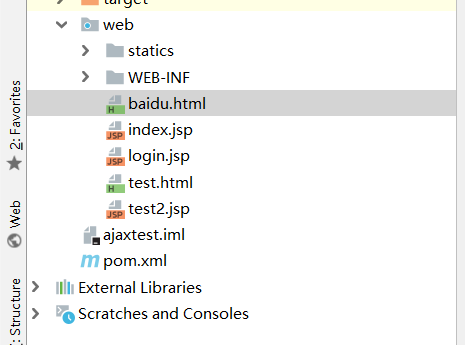 target
web
statics
WEB-INF
baidu.html
index.jsp
login.jsp
test.html
test2.jsp
ajaxtest.iml
pom.xml
External Libraries
Scratches and Consoles
2: Favorites
Web
: Structure